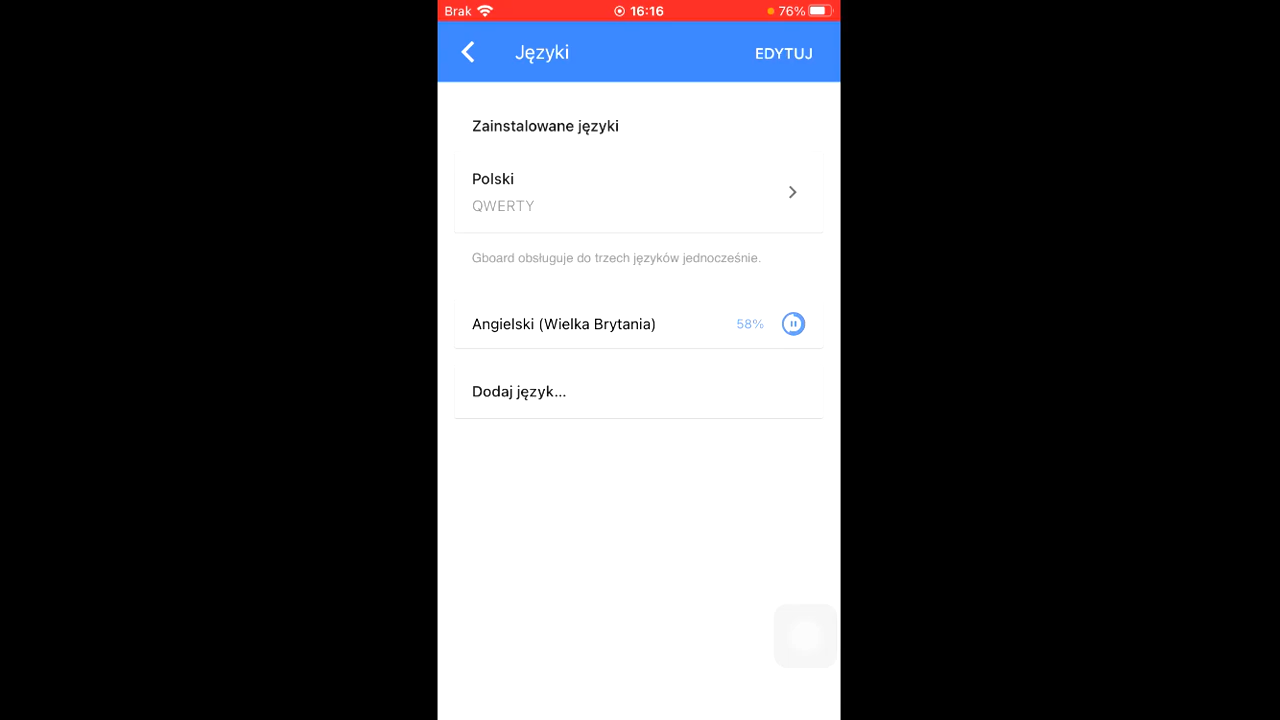 Brak 16:16 76%
Języki EDYTUJ
Zainstalowane języki
Polski
QWERTY
Gboard obsługuje do trzech języków jednocześnie.
Angielski (Wielka Brytania) 58%
Dodaj język...